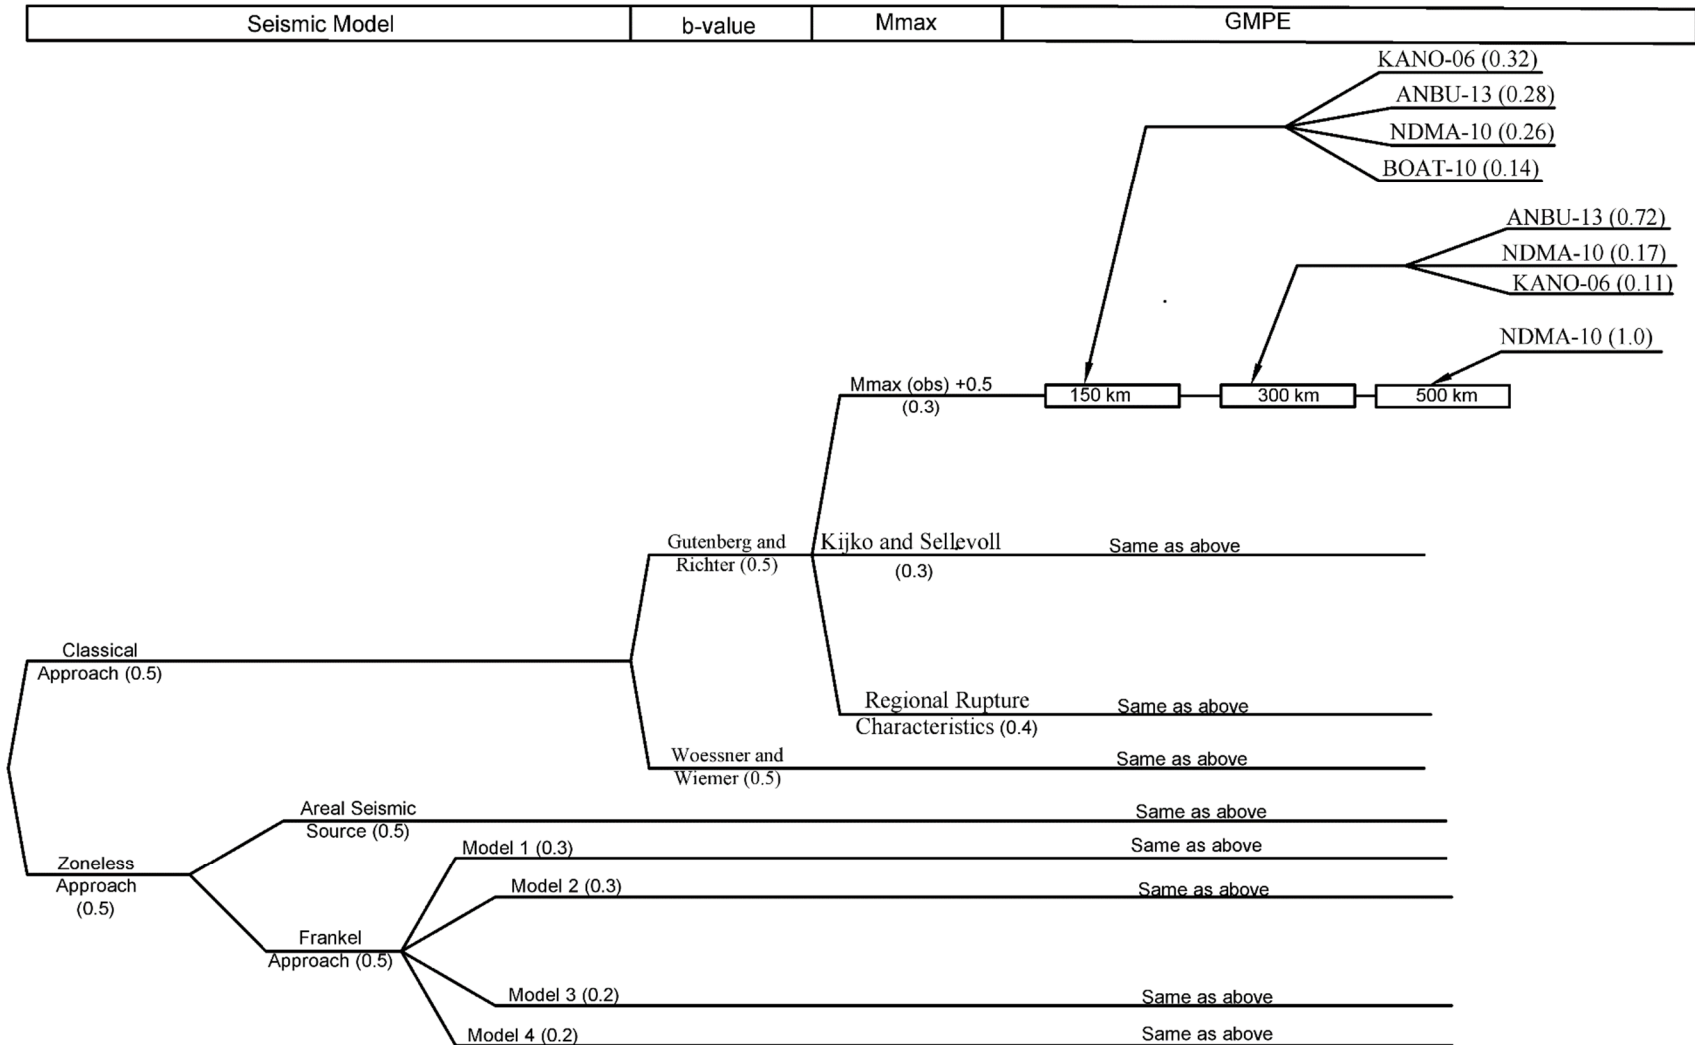 Seismic Model
b-value
Mmax
GMPE
KANO-06 (0.32)
ANBU-13 (0.28)
NDMA-10 (0.26)
BOAT-10 (0.14)
ANBU-13 (0.72)
NDMA-10 (0.17)
KANO-06 (0.11)
NDMA-10 (1.0)
Mmax (obs) +0.5
(0.3)
150 km
300 km
500 km
Gutenberg and
Richter (0.5)
Kijko and Sellevoll
(0.3)
Same as above
Classical
Approach (0.5)
Regional Rupture
Characteristics (0.4)
Same as above
Woessner and
Wiemer (0.5)
Same as above
Areal Seismic
Source (0.5)
Same as above
Zoneless
Approach
(0.5)
Model 1 (0.3)
Same as above
Model 2 (0.3)
Same as above
Frankel
Approach (0.5)
Model 3 (0.2)
Same as above
Model 4 (0.2)
Same as above